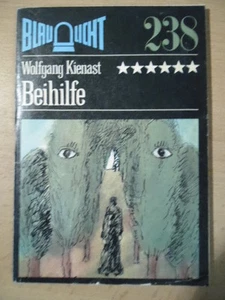 BLAULICHT
238
Wolfgang Kienast
Beihilfe